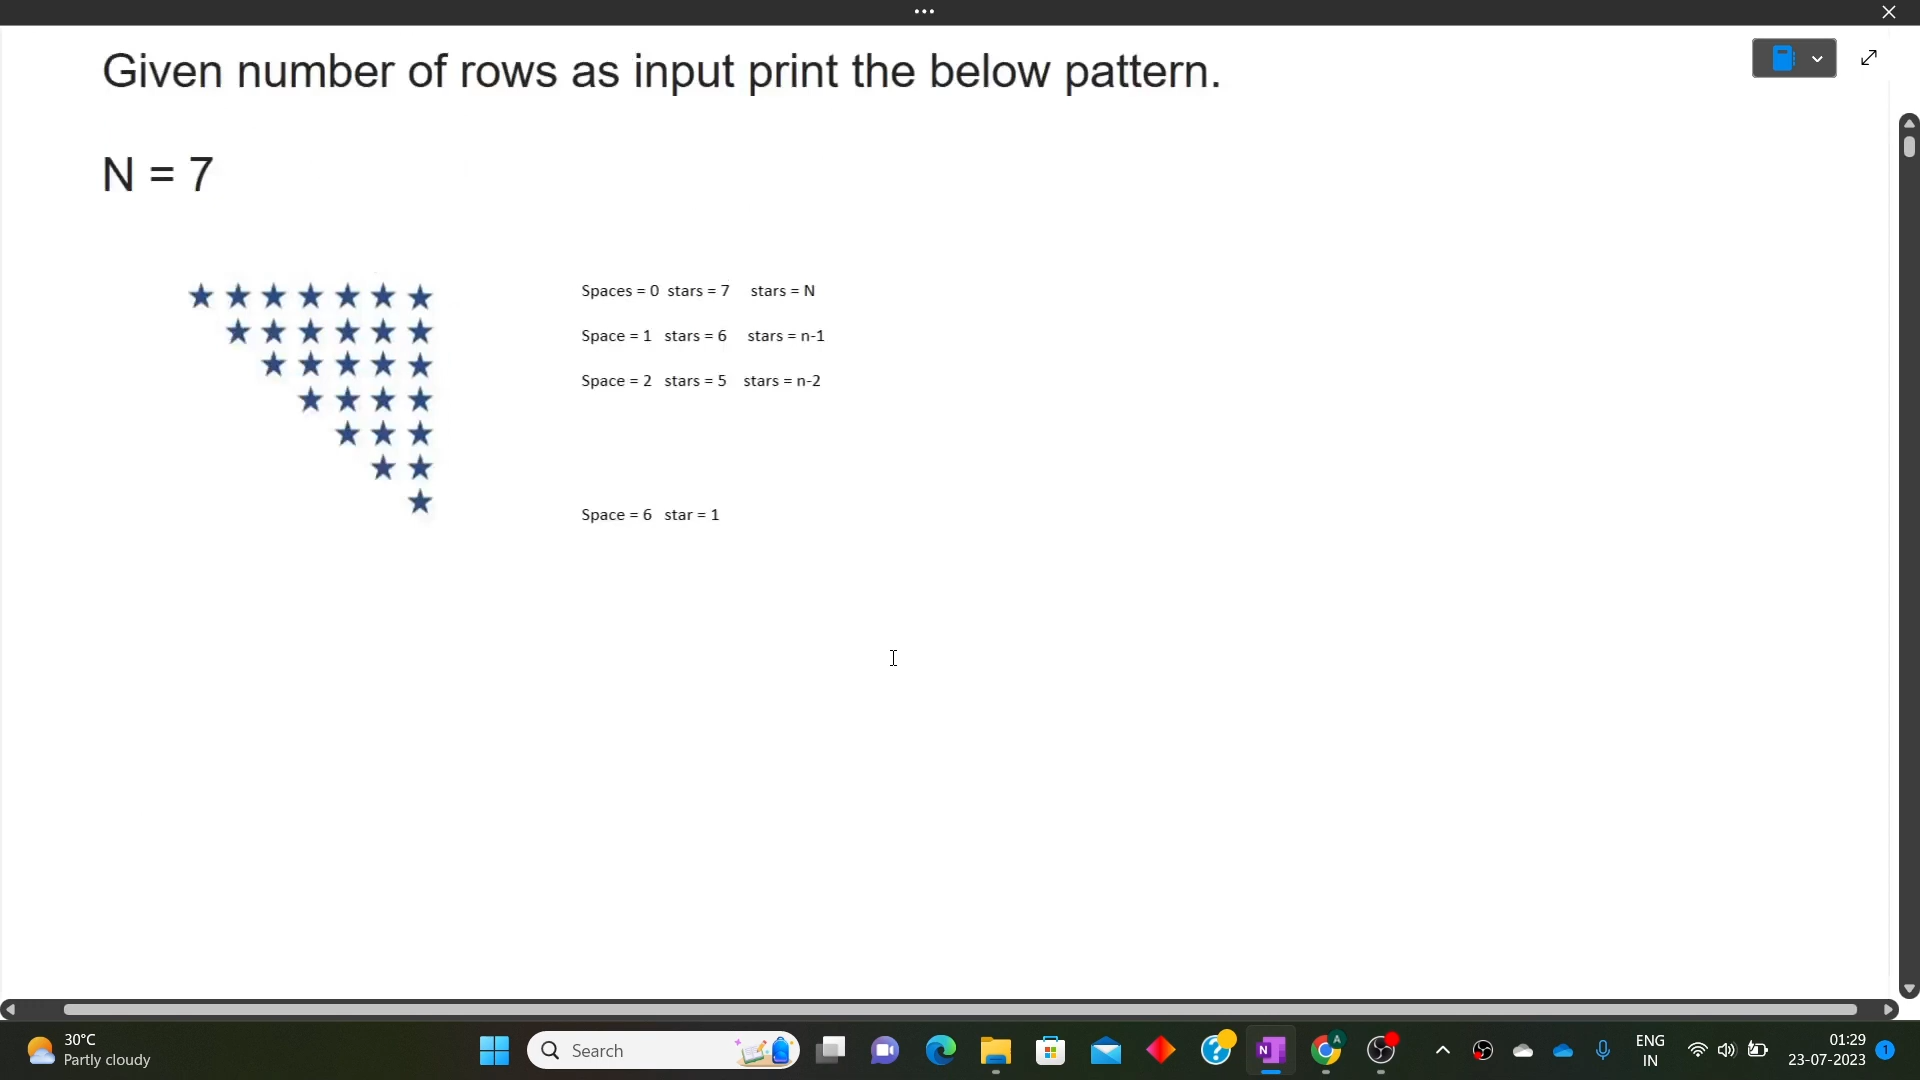 Given number of rows as input print the below pattern.
N = 7
Spaces = 0 stars = 7 stars = N
Space = 1 stars = 6 stars = n-1
Space = 2 stars = 5 stars = n-2
Space = 6 star = 1
30°C
Partly cloudy
Search
ENG
IN
01:29
23-07-2023
1